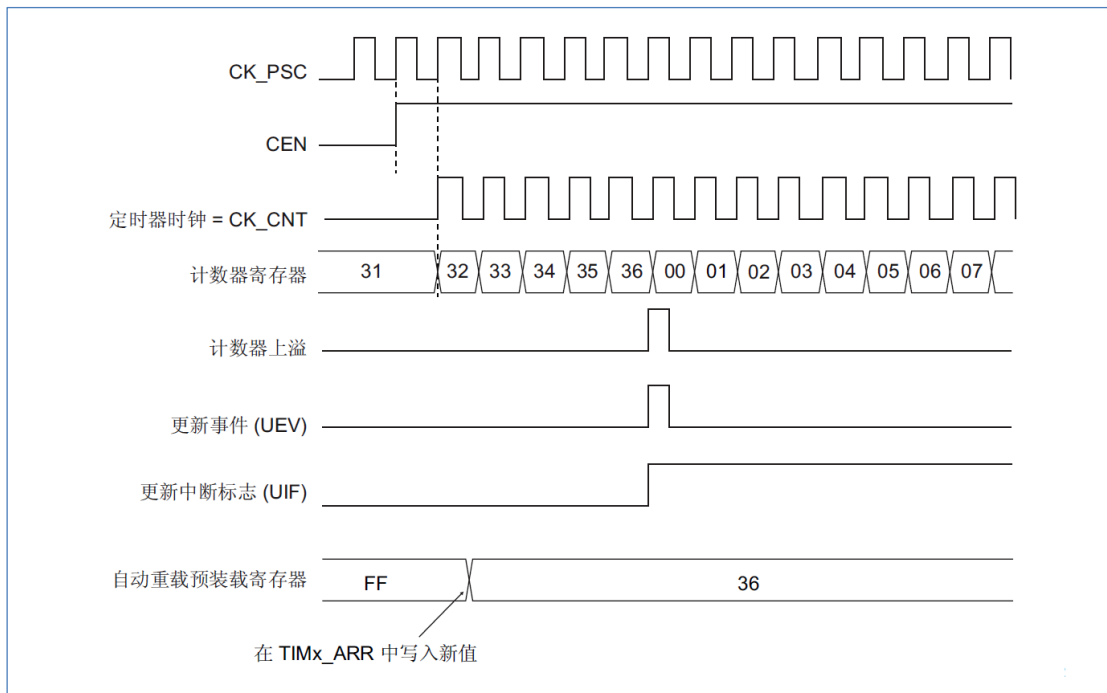 CK_PSC
CEN
定时器时钟 = CK_CNT
计数器寄存器 31 32 33 34 35 36 00 01 02 03 04 05 06 07
计数器上溢
更新事件 (UEV)
更新中断标志 (UIF)
自动重载预装载寄存器 FF 36
在 TIMx_ARR 中写入新值